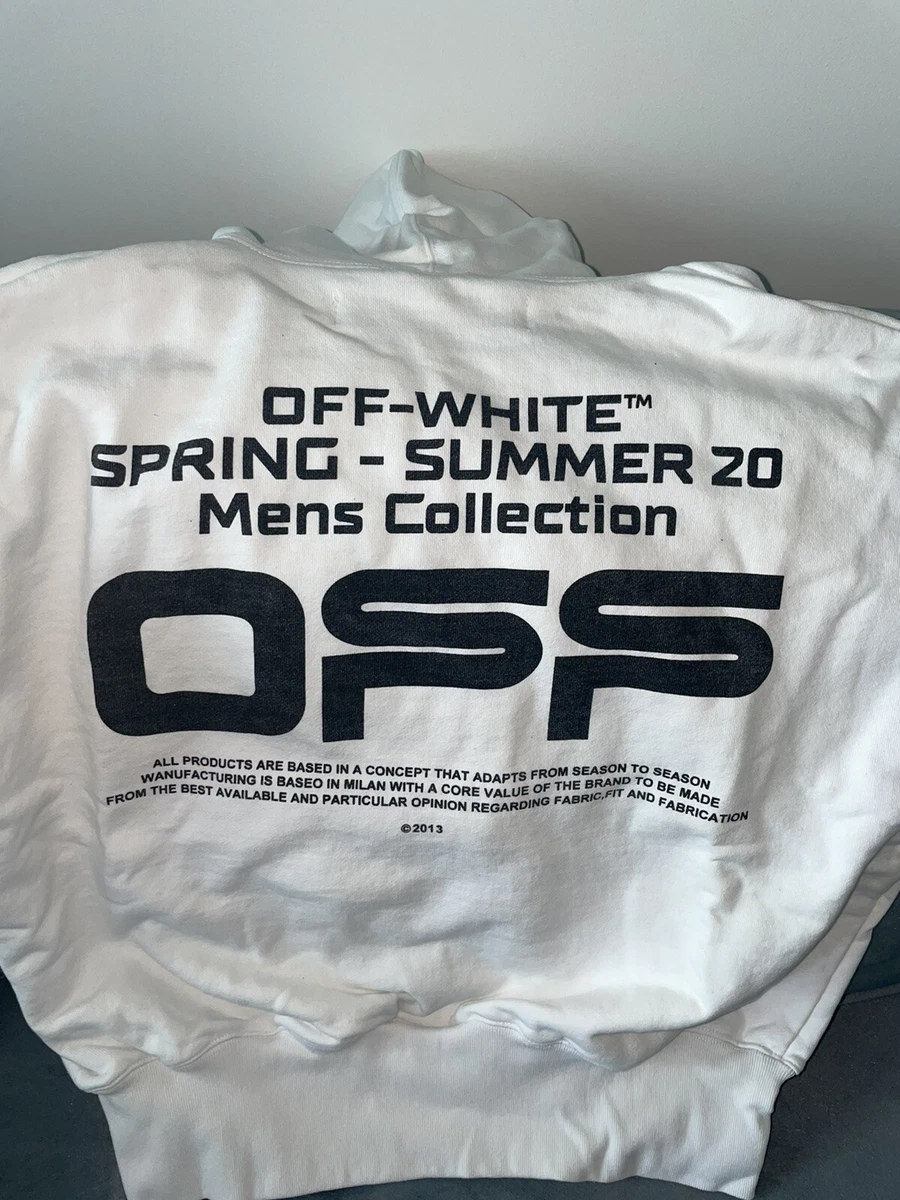 OFF-WHITE™
SPRING - SUMMER 20
Mens Collection
OFF
ALL PRODUCTS ARE BASED IN A CONCEPT THAT ADAPTS FROM SEASON TO SEASON
WANUFACTURING IS BASEO IN MILAN WITH A CORE VALUE OF THE BRAND TO BE MADE
FROM THE BEST AVAILABLE AND PARTICULAR OPINION REGARDING FABRIC,FIT AND FABRICATION
©2013